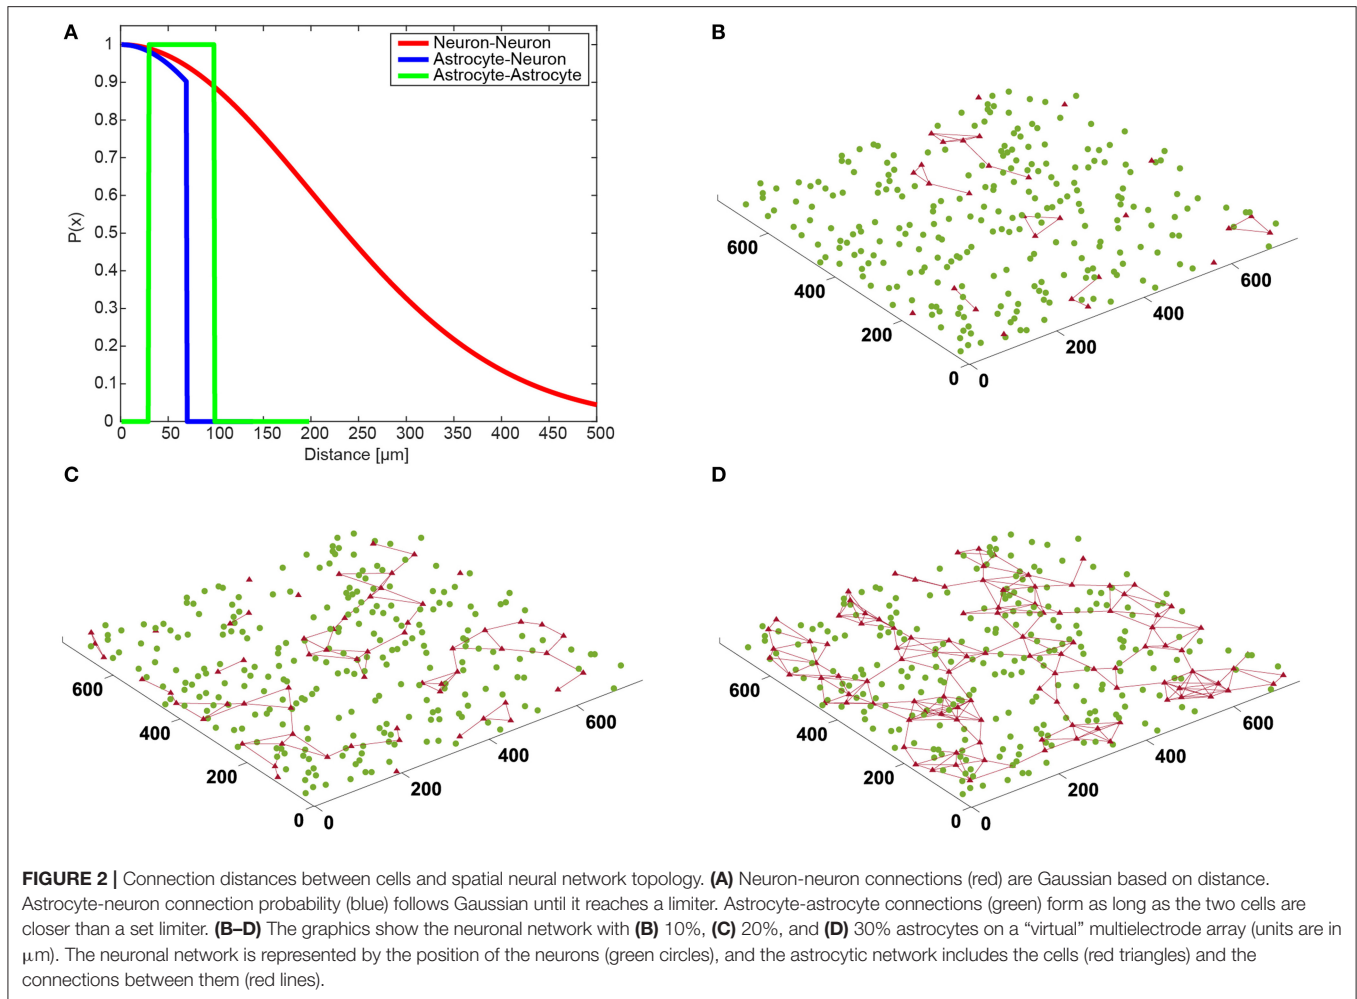 A
1
0.9
0.8
0.7
0.6
0.5
0.4
0.3
0.2
0.1
0
P(x)
Neuron-Neuron
Astrocyte-Neuron
Astrocyte-Astrocyte
0 50 100 150 200 250 300 350 400 450 500
Distance [µm]
B
600
400
200
0 0
200
400
600
C
600
400
200
0 0
200
400
600
D
600
400
200
0 0
200
400
600
FIGURE 2 | Connection distances between cells and spatial neural network topology. (A) Neuron-neuron connections (red) are Gaussian based on distance.
Astrocyte-neuron connection probability (blue) follows Gaussian until it reaches a limiter. Astrocyte-astrocyte connections (green) form as long as the two cells are
closer than a set limiter. (B–D) The graphics show the neuronal network with (B) 10%, (C) 20%, and (D) 30% astrocytes on a “virtual” multielectrode array (units are in
µm). The neuronal network is represented by the position of the neurons (green circles), and the astrocytic network includes the cells (red triangles) and the
connections between them (red lines).